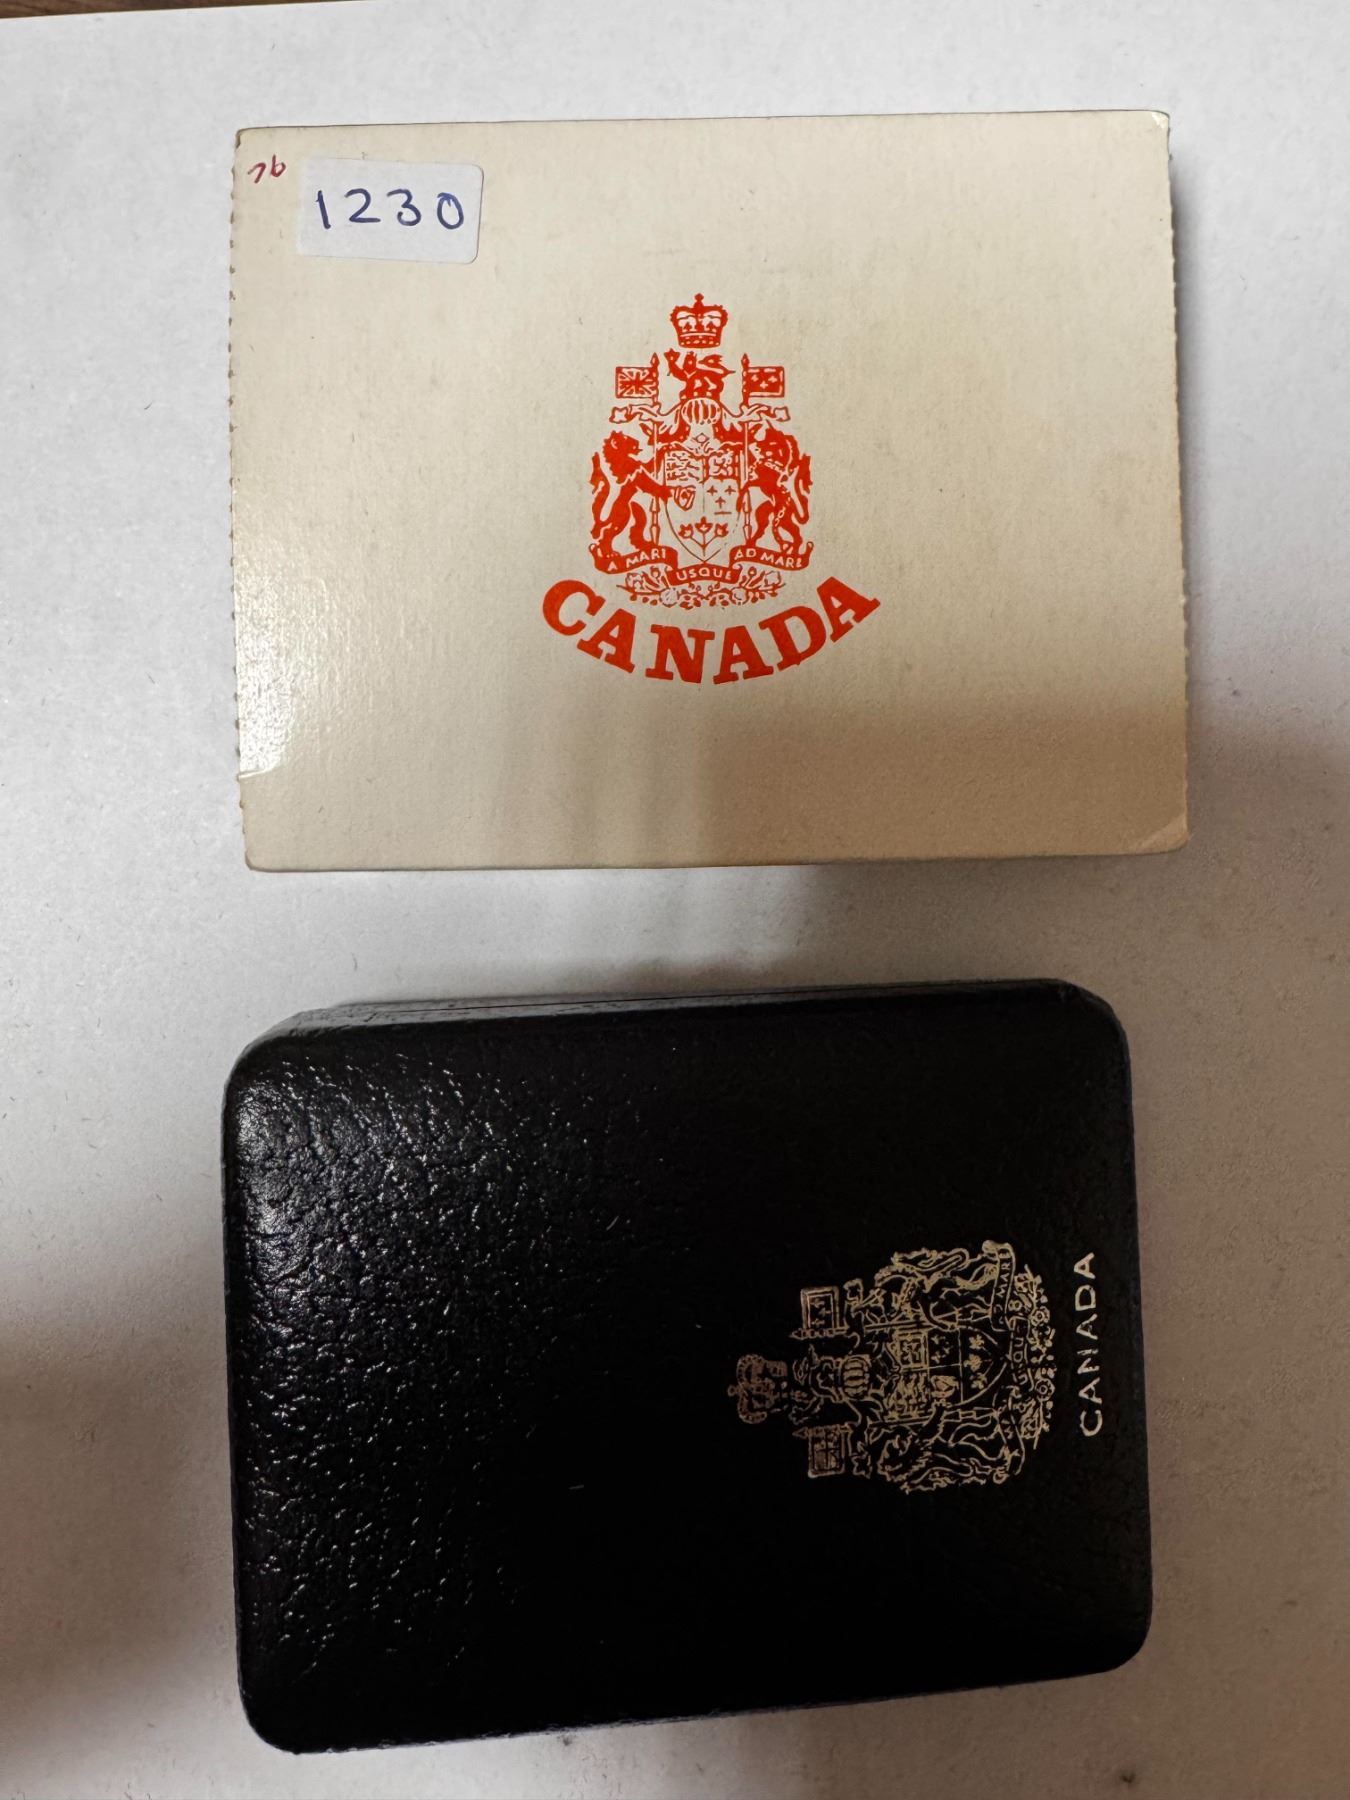 76
1230
A MARI USQUE AD MARE
CANADA
CANADA